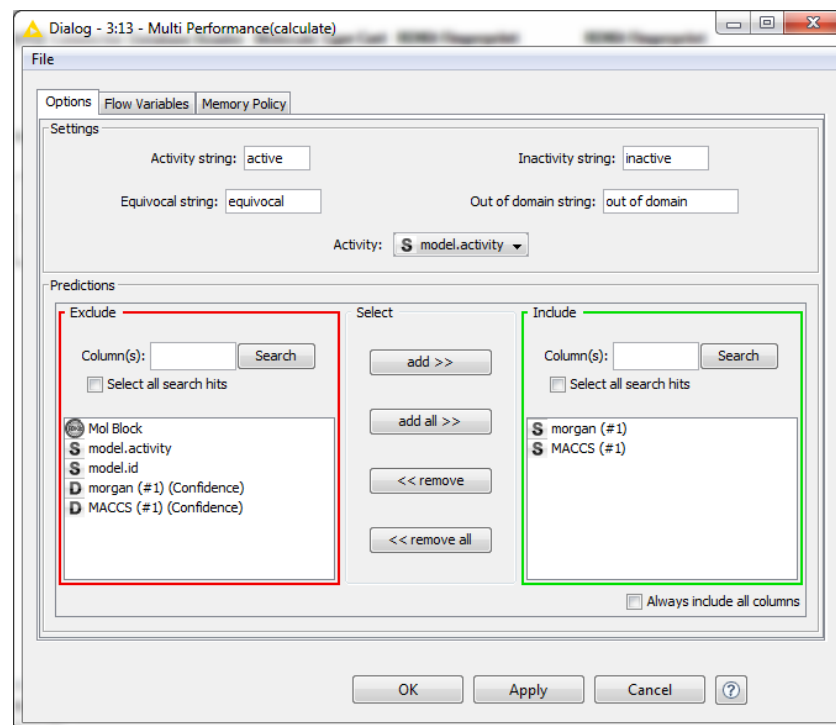 Dialog - 3:13 - Multi Performance(calculate)
File
Options Flow Variables Memory Policy
Settings
Activity string: active Inactivity string: inactive
Equivocal string: equivocal Out of domain string: out of domain
Activity: S model.activity
Predictions
Exclude Select Include
Column(s): Search add >> Column(s): Search
Select all search hits Select all search hits
add all >>
Mol Block
S model.activity
S model.id
D morgan (#1) (Confidence)
D MACCS (#1) (Confidence)
<< remove
<< remove all
S morgan (#1)
S MACCS (#1)
Always include all columns
OK Apply Cancel ?